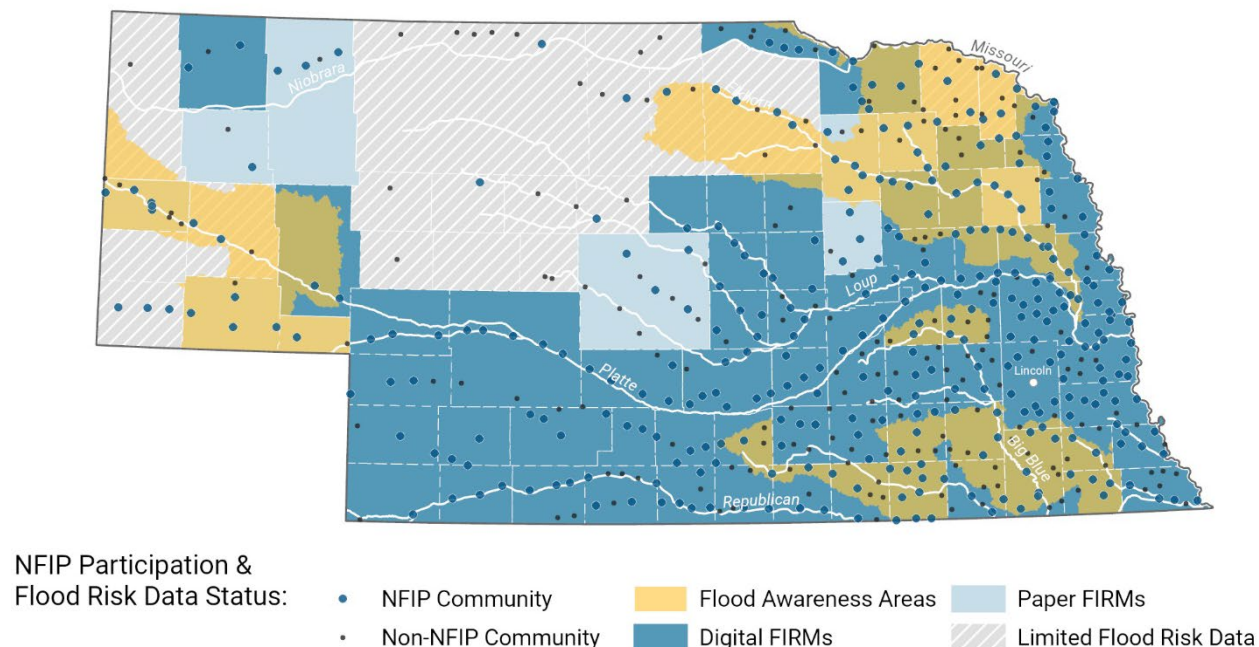 Missouri
Niobrara
Elkhorn
Loup
Platte
Lincoln
Big Blue
Republican
NFIP Participation &
Flood Risk Data Status:
NFIP Community
Flood Awareness Areas
Paper FIRMs
Non-NFIP Community
Digital FIRMs
Limited Flood Risk Data